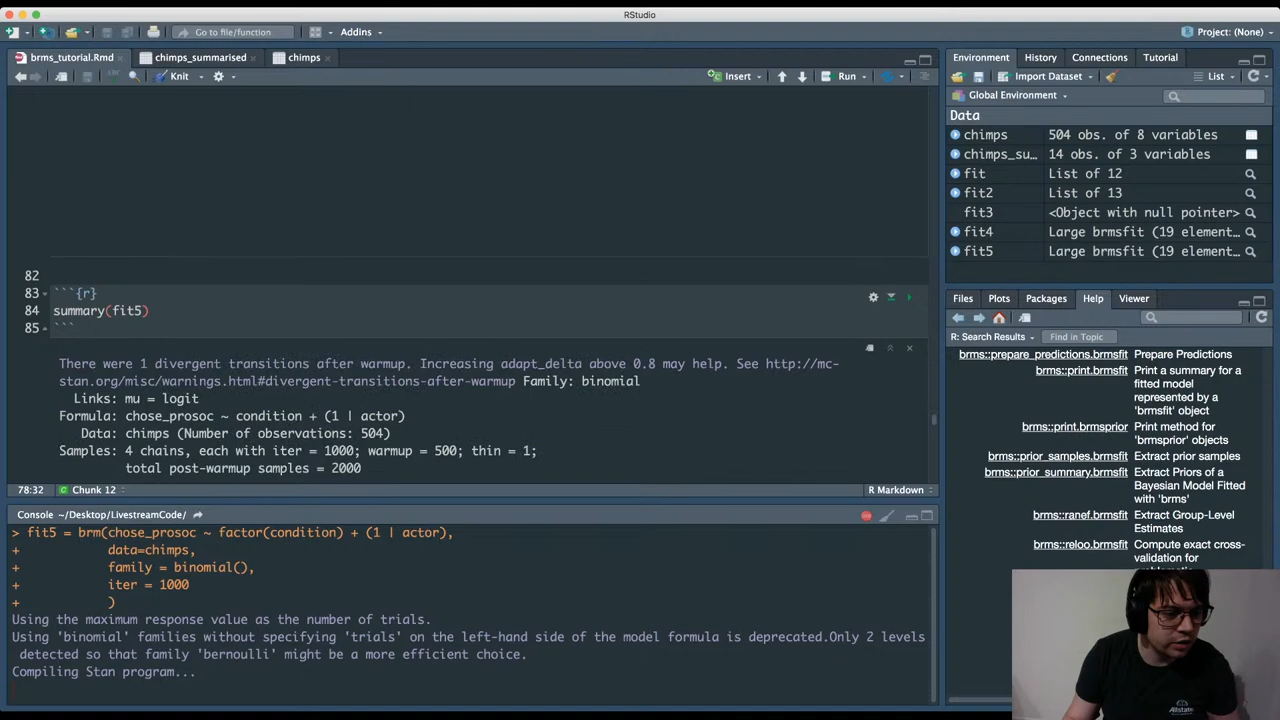 RStudio
Go to file/function
Addins
Project: (None)
brms_tutorial.Rmd
chimps_summarised
chimps
Knit
Insert
Run
82
83 ```{r}
84 summary(fit5)
85 ```
There were 1 divergent transitions after warmup. Increasing adapt_delta above 0.8 may help. See http://mc-
stan.org/misc/warnings.html#divergent-transitions-after-warmup Family: binomial
Links: mu = logit
Formula: chose_prosoc ~ condition + (1 | actor)
Data: chimps (Number of observations: 504)
Samples: 4 chains, each with iter = 1000; warmup = 500; thin = 1;
total post-warmup samples = 2000
78:32 Chunk 12 R Markdown
Console ~/Desktop/LivestreamCode/
> fit5 = brm(chose_prosoc ~ factor(condition) + (1 | actor),
+ data=chimps,
+ family = binomial(),
+ iter = 1000
+ )
Using the maximum response value as the number of trials.
Using 'binomial' families without specifying 'trials' on the left-hand side of the model formula is deprecated.Only 2 levels
detected so that family 'bernoulli' might be a more efficient choice.
Compiling Stan program...
Environment History Connections Tutorial
Import Dataset List
Global Environment
Data
chimps 504 obs. of 8 variables
chimps_su... 14 obs. of 3 variables
fit List of 12
fit2 List of 13
fit3 <Object with null pointer>
fit4 Large brmsfit (19 element...
fit5 Large brmsfit (19 element...
Files Plots Packages Help Viewer
R: Search Results Find in Topic
brms::prepare_predictions.brmsfit Prepare Predictions
brms::print.brmsfit Print a summary for a
fitted model
represented by a
'brmsfit' object
brms::print.brmsprior Print method for
'brmsprior' objects
brms::prior_samples.brmsfit Extract prior samples
brms::prior_summary.brmsfit Extract Priors of a
Bayesian Model Fitted
with 'brms'
brms::ranef.brmsfit Extract Group-Level
Estimates
brms::reloo.brmsfit Compute exact cross-
validation for
Allstate